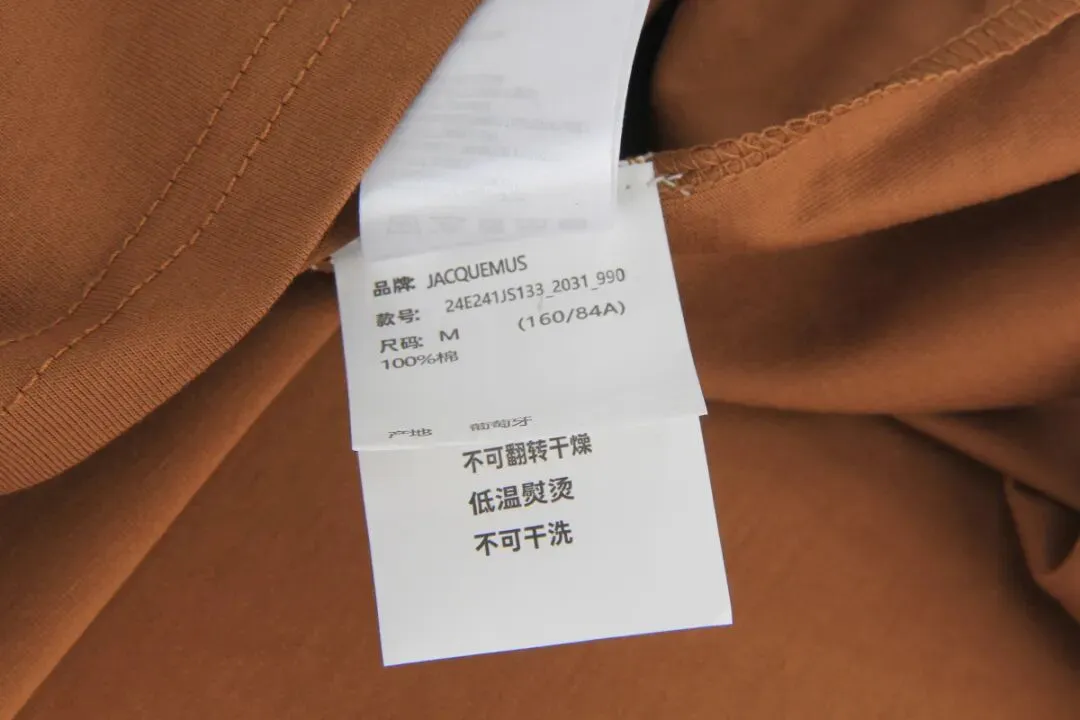 品牌: JACQUEMUS
款号: 24E241JS133_2031_990
尺码: M (160/84A)
100%棉
产地 葡萄牙
不可翻转干燥
低温熨烫
不可干洗